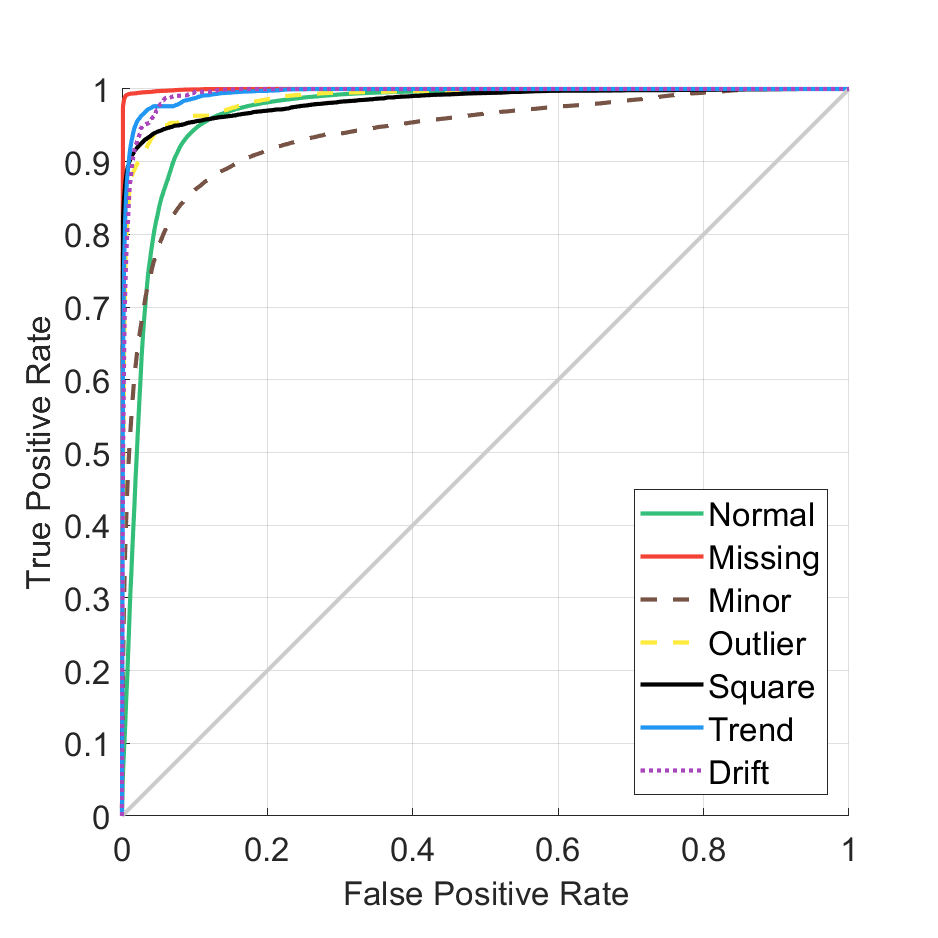 1
0.9
0.8
0.7
0.6
0.5
0.4
0.3
0.2
0.1
0
True Positive Rate
Normal
Missing
Minor
Outlier
Square
Trend
Drift
0 0.2 0.4 0.6 0.8 1
False Positive Rate